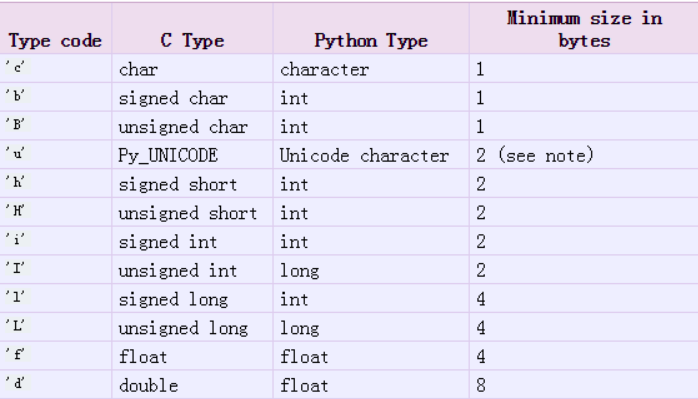 Type code C Type Python Type Minimum size in bytes
'c' char character 1
'b' signed char int 1
'B' unsigned char int 1
'u' Py_UNICODE Unicode character 2 (see note)
'h' signed short int 2
'H' unsigned short int 2
'i' signed int int 2
'I' unsigned int long 2
'l' signed long int 4
'L' unsigned long long 4
'f' float float 4
'd' double float 8